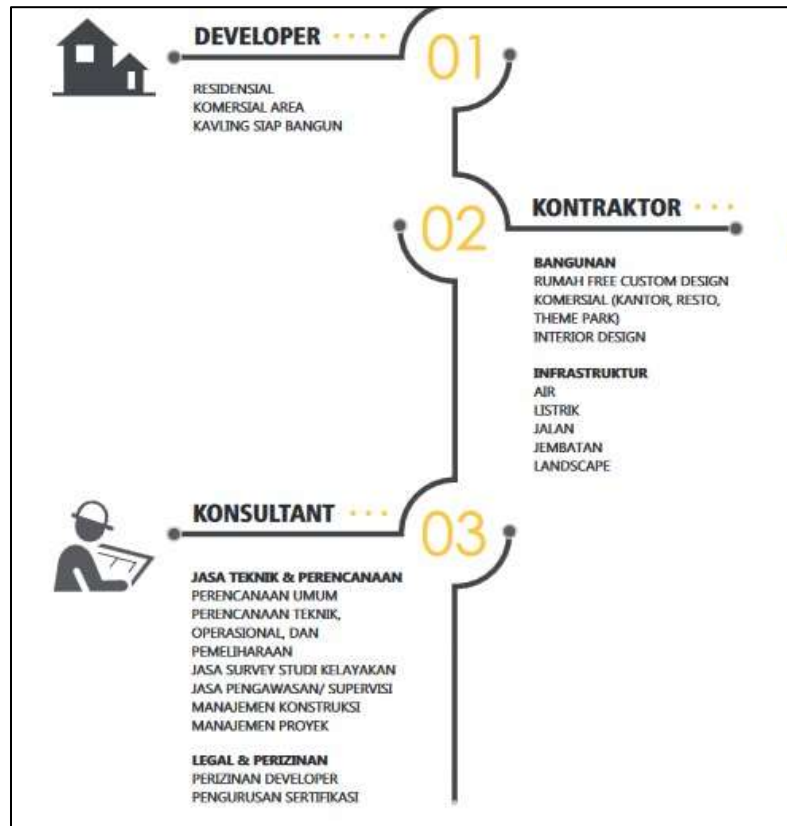 DEVELOPER
01
RESIDENSIAL
KOMERSIAL AREA
KAVLING SIAP BANGUN
02
KONTRAKTOR
BANGUNAN
RUMAH FREE CUSTOM DESIGN
KOMERSIAL (KANTOR, RESTO,
THEME PARK)
INTERIOR DESIGN
INFRASTRUKTUR
AIR
LISTRIK
JALAN
JEMBATAN
LANDSCAPE
KONSULTANT
03
JASA TEKNIK & PERENCANAAN
PERENCANAAN UMUM
PERENCANAAN TEKNIK,
OPERASIONAL, DAN
PEMELIHARAAN
JASA SURVEY STUDI KELAYAKAN
JASA PENGAWASAN/ SUPERVISI
MANAJEMEN KONSTRUKSI
MANAJEMEN PROYEK
LEGAL & PERIZINAN
PERIZINAN DEVELOPER
PENGURUSAN SERTIFIKASI